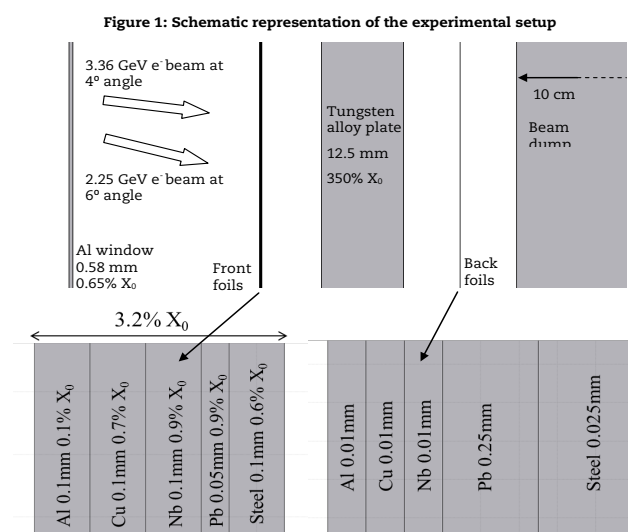 Figure 1: Schematic representation of the experimental setup
3.36 GeV e⁻ beam at
4° angle
2.25 GeV e⁻ beam at
6° angle
Al window
0.58 mm
0.65% X₀
Front
foils
Tungsten
alloy plate
12.5 mm
350% X₀
10 cm
Beam
dump
Back
foils
3.2% X₀
Al 0.1mm 0.1% X₀
Cu 0.1mm 0.7% X₀
Nb 0.1mm 0.9% X₀
Pb 0.05mm 0.9% X₀
Steel 0.1mm 0.6% X₀
Al 0.01mm
Cu 0.01mm
Nb 0.01mm
Pb 0.25mm
Steel 0.025mm